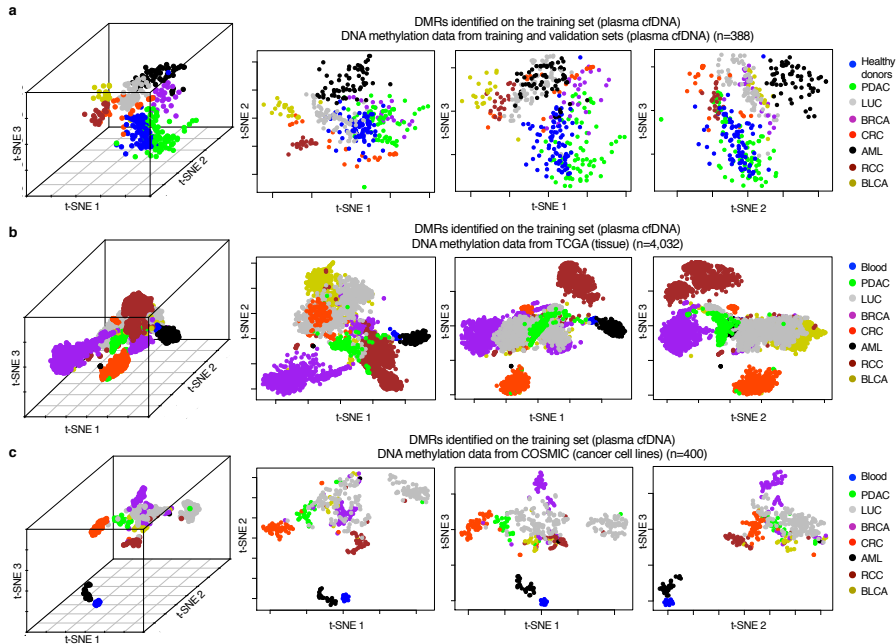 a
DMRs identified on the training set (plasma cfDNA)
DNA methylation data from training and validation sets (plasma cfDNA) (n=388)
t-SNE 3
t-SNE 1
t-SNE 2
t-SNE 2
t-SNE 1
t-SNE 3
t-SNE 1
t-SNE 3
t-SNE 2
Healthy
donors
PDAC
LUC
BRCA
CRC
AML
RCC
BLCA
b
DMRs identified on the training set (plasma cfDNA)
DNA methylation data from TCGA (tissue) (n=4,032)
t-SNE 3
t-SNE 1
t-SNE 2
t-SNE 2
t-SNE 1
t-SNE 3
t-SNE 1
t-SNE 3
t-SNE 2
Blood
PDAC
LUC
BRCA
CRC
AML
RCC
BLCA
c
DMRs identified on the training set (plasma cfDNA)
DNA methylation data from COSMIC (cancer cell lines) (n=400)
t-SNE 3
t-SNE 1
t-SNE 2
t-SNE 2
t-SNE 1
t-SNE 3
t-SNE 1
t-SNE 3
t-SNE 2
Blood
PDAC
LUC
BRCA
CRC
AML
RCC
BLCA